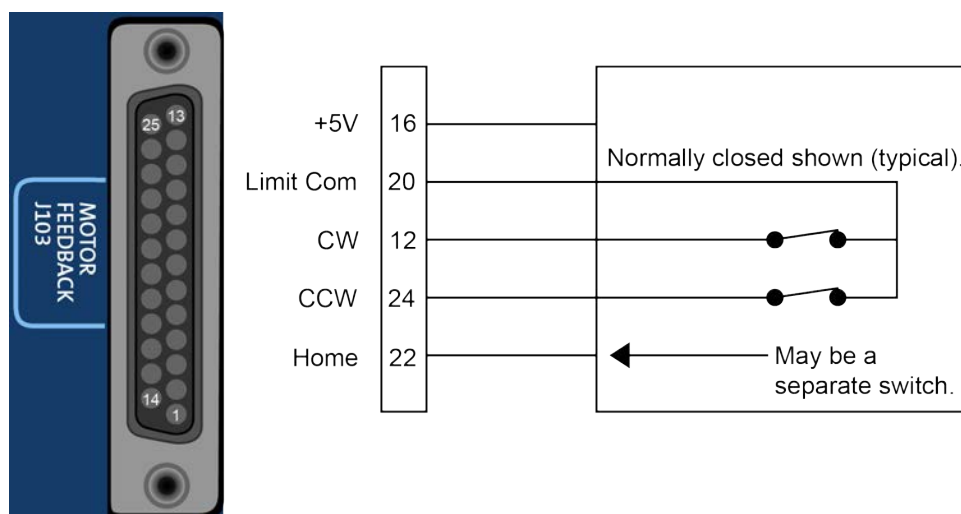 25 13
14
1
MOTOR
FEEDBACK
J103
+5V 16
Limit Com 20
CW 12
CCW 24
Home 22
Normally closed shown (typical).
May be a
separate switch.